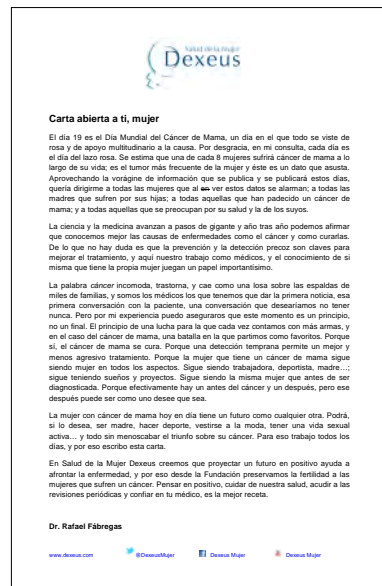 Salud de la mujer
Dexeus
Carta abierta a ti, mujer
El día 19 es el Día Mundial del Cáncer de Mama, un día en el que todo se viste de
rosa y de apoyo multitudinario a la causa. Por desgracia, en mi consulta, cada día es
el día del lazo rosa. Se estima que una de cada 8 mujeres sufrirá cáncer de mama a lo
largo de su vida; es el tumor más frecuente de la mujer y éste es un dato que asusta.
Aprovechando la vorágine de información que se publica y se publicará estos días,
quería dirigirme a todas las mujeres que al en ver estos datos se alarman; a todas las
madres que sufren por sus hijas; a todas aquellas que han padecido un cáncer de
mama; y a todas aquellas que se preocupan por su salud y la de los suyos.
La ciencia y la medicina avanzan a pasos de gigante y año tras año podemos afirmar
que conocemos mejor las causas de enfermedades como el cáncer y como curarlas.
De lo que no hay duda es que la prevención y la detección precoz son claves para
mejorar el tratamiento, y aquí nuestro trabajo como médicos, y el conocimiento de si
misma que tiene la propia mujer juegan un papel importantísimo.
La palabra cáncer incomoda, trastorna, y cae como una losa sobre las espaldas de
miles de familias, y somos los médicos los que tenemos que dar la primera noticia, esa
primera conversación con la paciente, una conversación que desearíamos no tener
nunca. Pero por mi experiencia puedo aseguraros que este momento es un principio,
no un final. El principio de una lucha para la que cada vez contamos con más armas, y
en el caso del cáncer de mama, una batalla en la que partimos como favoritos. Porque
sí, el cáncer de mama se cura. Porque una detección temprana permite un mejor y
menos agresivo tratamiento. Porque la mujer que tiene un cáncer de mama sigue
siendo mujer en todos los aspectos. Sigue siendo trabajadora, deportista, madre…;
sigue teniendo sueños y proyectos. Sigue siendo la misma mujer que antes de ser
diagnosticada. Porque efectivamente hay un antes del cáncer y un después, pero ese
después puede ser como uno desee que sea.
La mujer con cáncer de mama hoy en día tiene un futuro como cualquier otra. Podrá,
si lo desea, ser madre, hacer deporte, vestirse a la moda, tener una vida sexual
activa… y todo sin menoscabar el triunfo sobre su cáncer. Para eso trabajo todos los
días, y por eso escribo esta carta.
En Salud de la Mujer Dexeus creemos que proyectar un futuro en positivo ayuda a
afrontar la enfermedad, y por eso desde la Fundación preservamos la fertilidad a las
mujeres que sufren un cáncer. Pensar en positivo, cuidar de nuestra salud, acudir a las
revisiones periódicas y confiar en tu médico, es la mejor receta.
Dr. Rafael Fábregas
www.dexeus.com @DexeusMujer Dexeus Mujer Dexeus Mujer